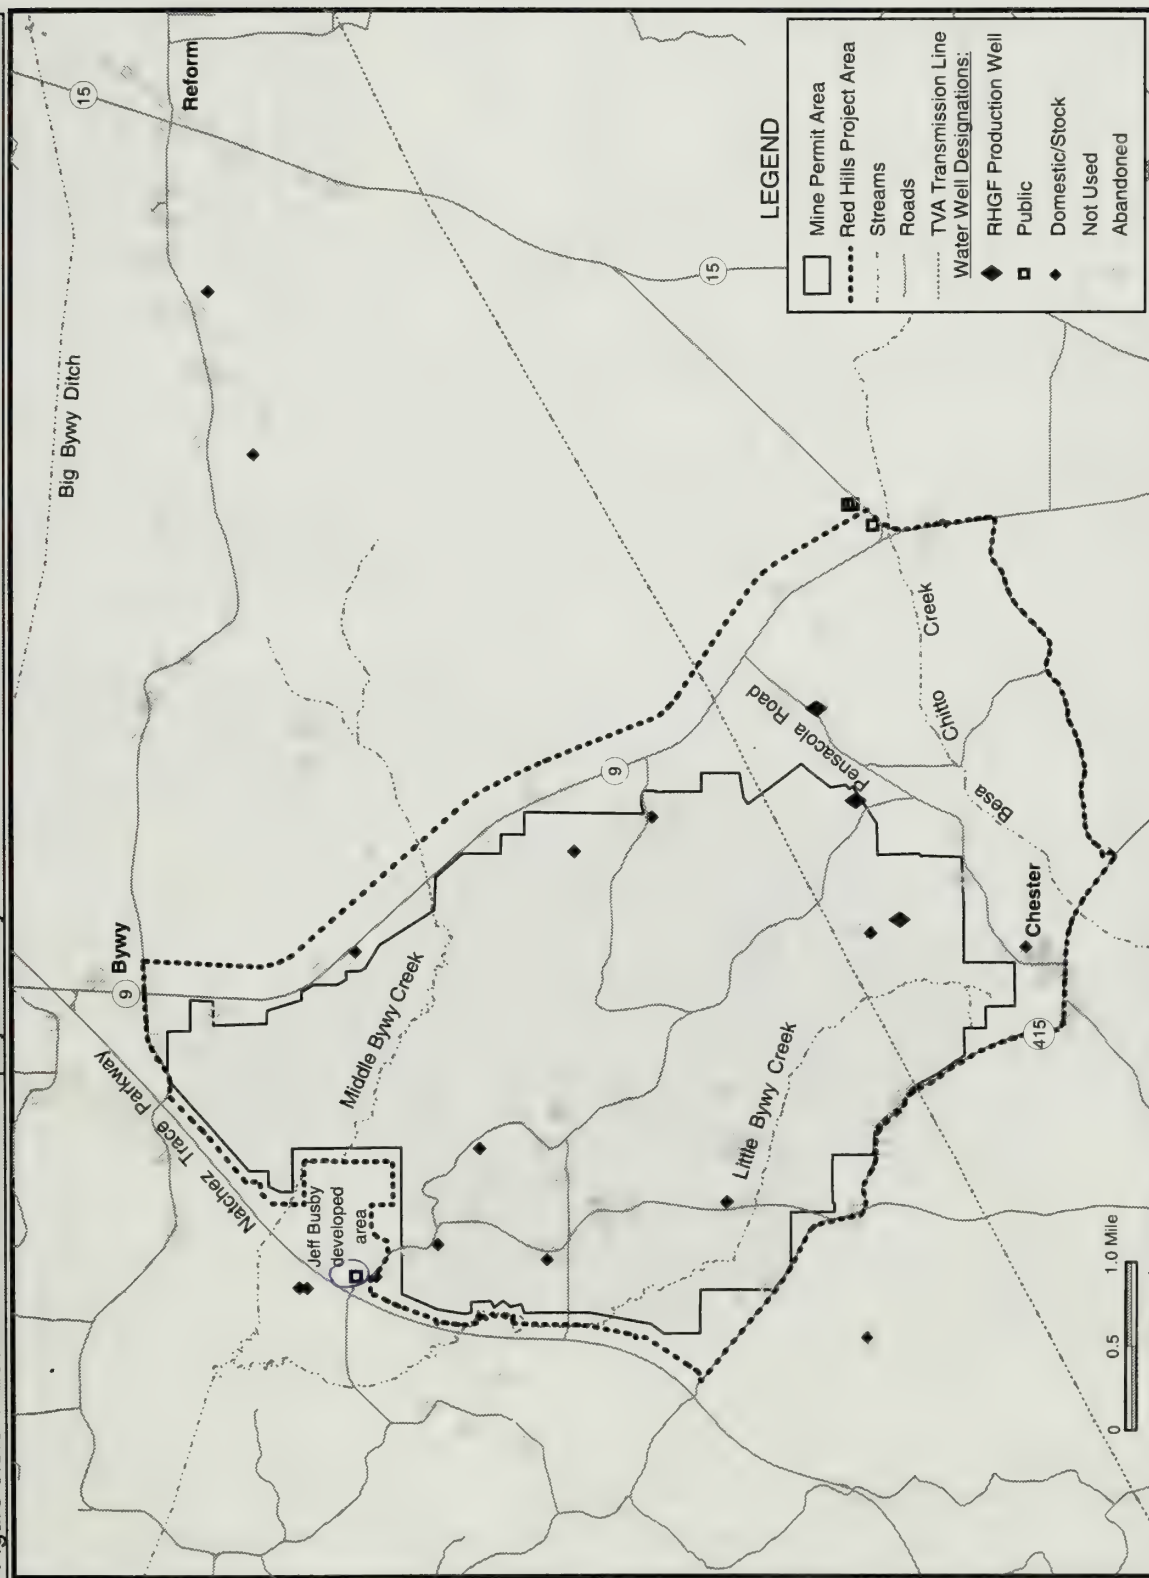 Big Bywy Ditch
15
Reform
Bywy
9
Natchez Trace Parkway
Middle Bywy Creek
Jeff Busby
developed
area
9
15
Pensacola Road
Creek
Chitto
Besa
Little Bywy Creek
Chester
415
0
0.5
1.0 Mile
LEGEND
Mine Permit Area
Red Hills Project Area
Streams
Roads
TVA Transmission Line
Water Well Designations:
RHGF Production Well
Public
Domestic/Stock
Not Used
Abandoned